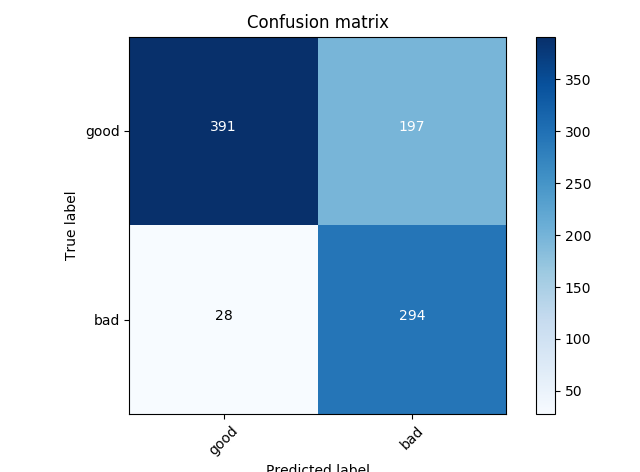 Confusion matrix
True label
good
bad
391
197
28
294
good
bad
Predicted label
350
300
250
200
150
100
50